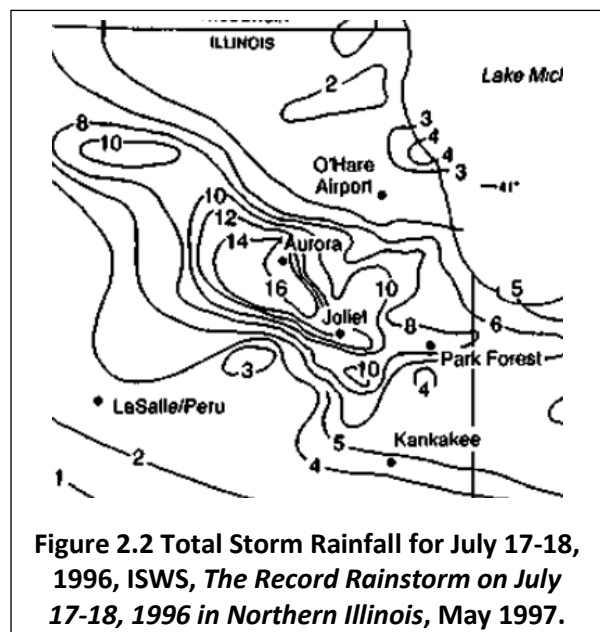 ILLINOIS
2
Lake Mich
3
4
4
3
8
10
O'Hare
Airport
41°
10
12
14
Aurora
16
10
5
Joliet
8
6
Park Forest
10
3
4
LaSalle/Peru
5
Kankakee
4
2
1
Figure 2.2 Total Storm Rainfall for July 17-18,
1996, ISWS, The Record Rainstorm on July
17-18, 1996 in Northern Illinois, May 1997.